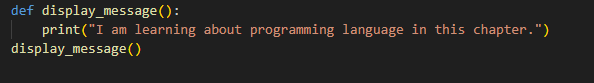 def display_message():
    print("I am learning about programming language in this chapter.")
display_message()